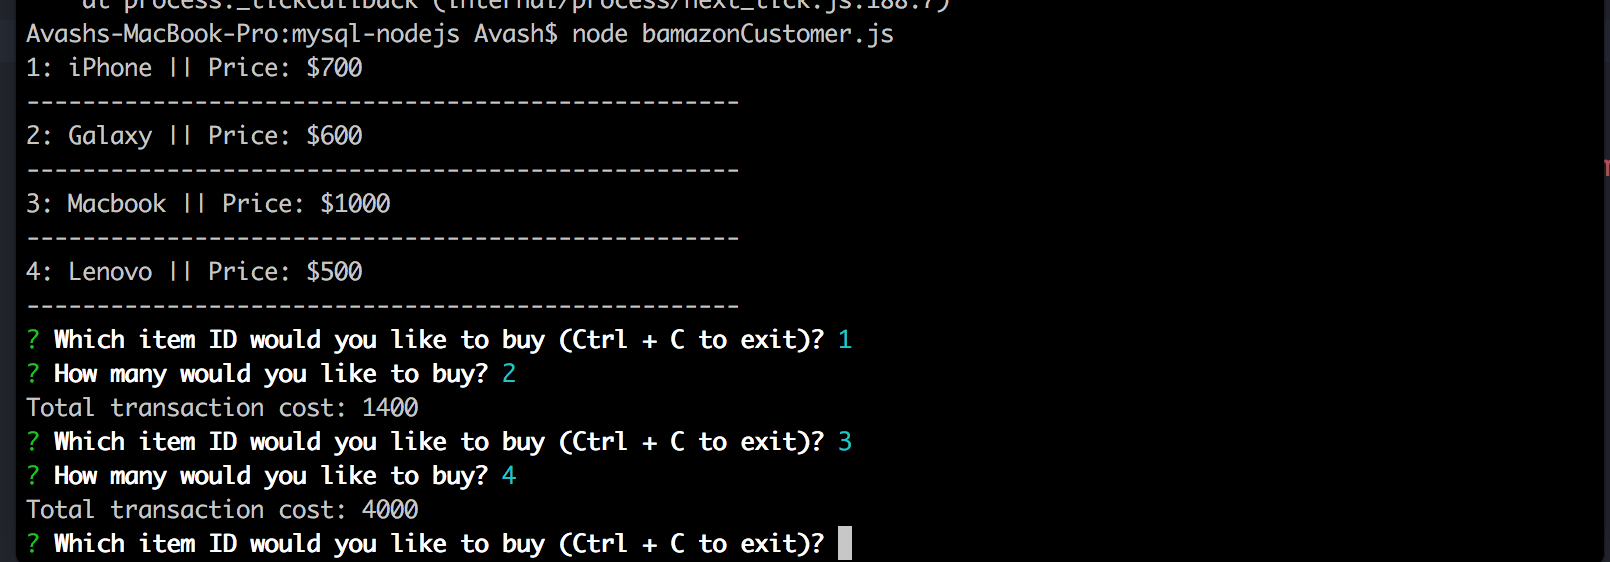 at process._tickCallback (internal/process/next_tick.js:188:7)
Avashs-MacBook-Pro:mysql-nodejs Avash$ node bamazonCustomer.js
1: iPhone || Price: $700
---------------------------------------------------
2: Galaxy || Price: $600
---------------------------------------------------
3: Macbook || Price: $1000
---------------------------------------------------
4: Lenovo || Price: $500
---------------------------------------------------
? Which item ID would you like to buy (Ctrl + C to exit)? 1
? How many would you like to buy? 2
Total transaction cost: 1400
? Which item ID would you like to buy (Ctrl + C to exit)? 3
? How many would you like to buy? 4
Total transaction cost: 4000
? Which item ID would you like to buy (Ctrl + C to exit)?